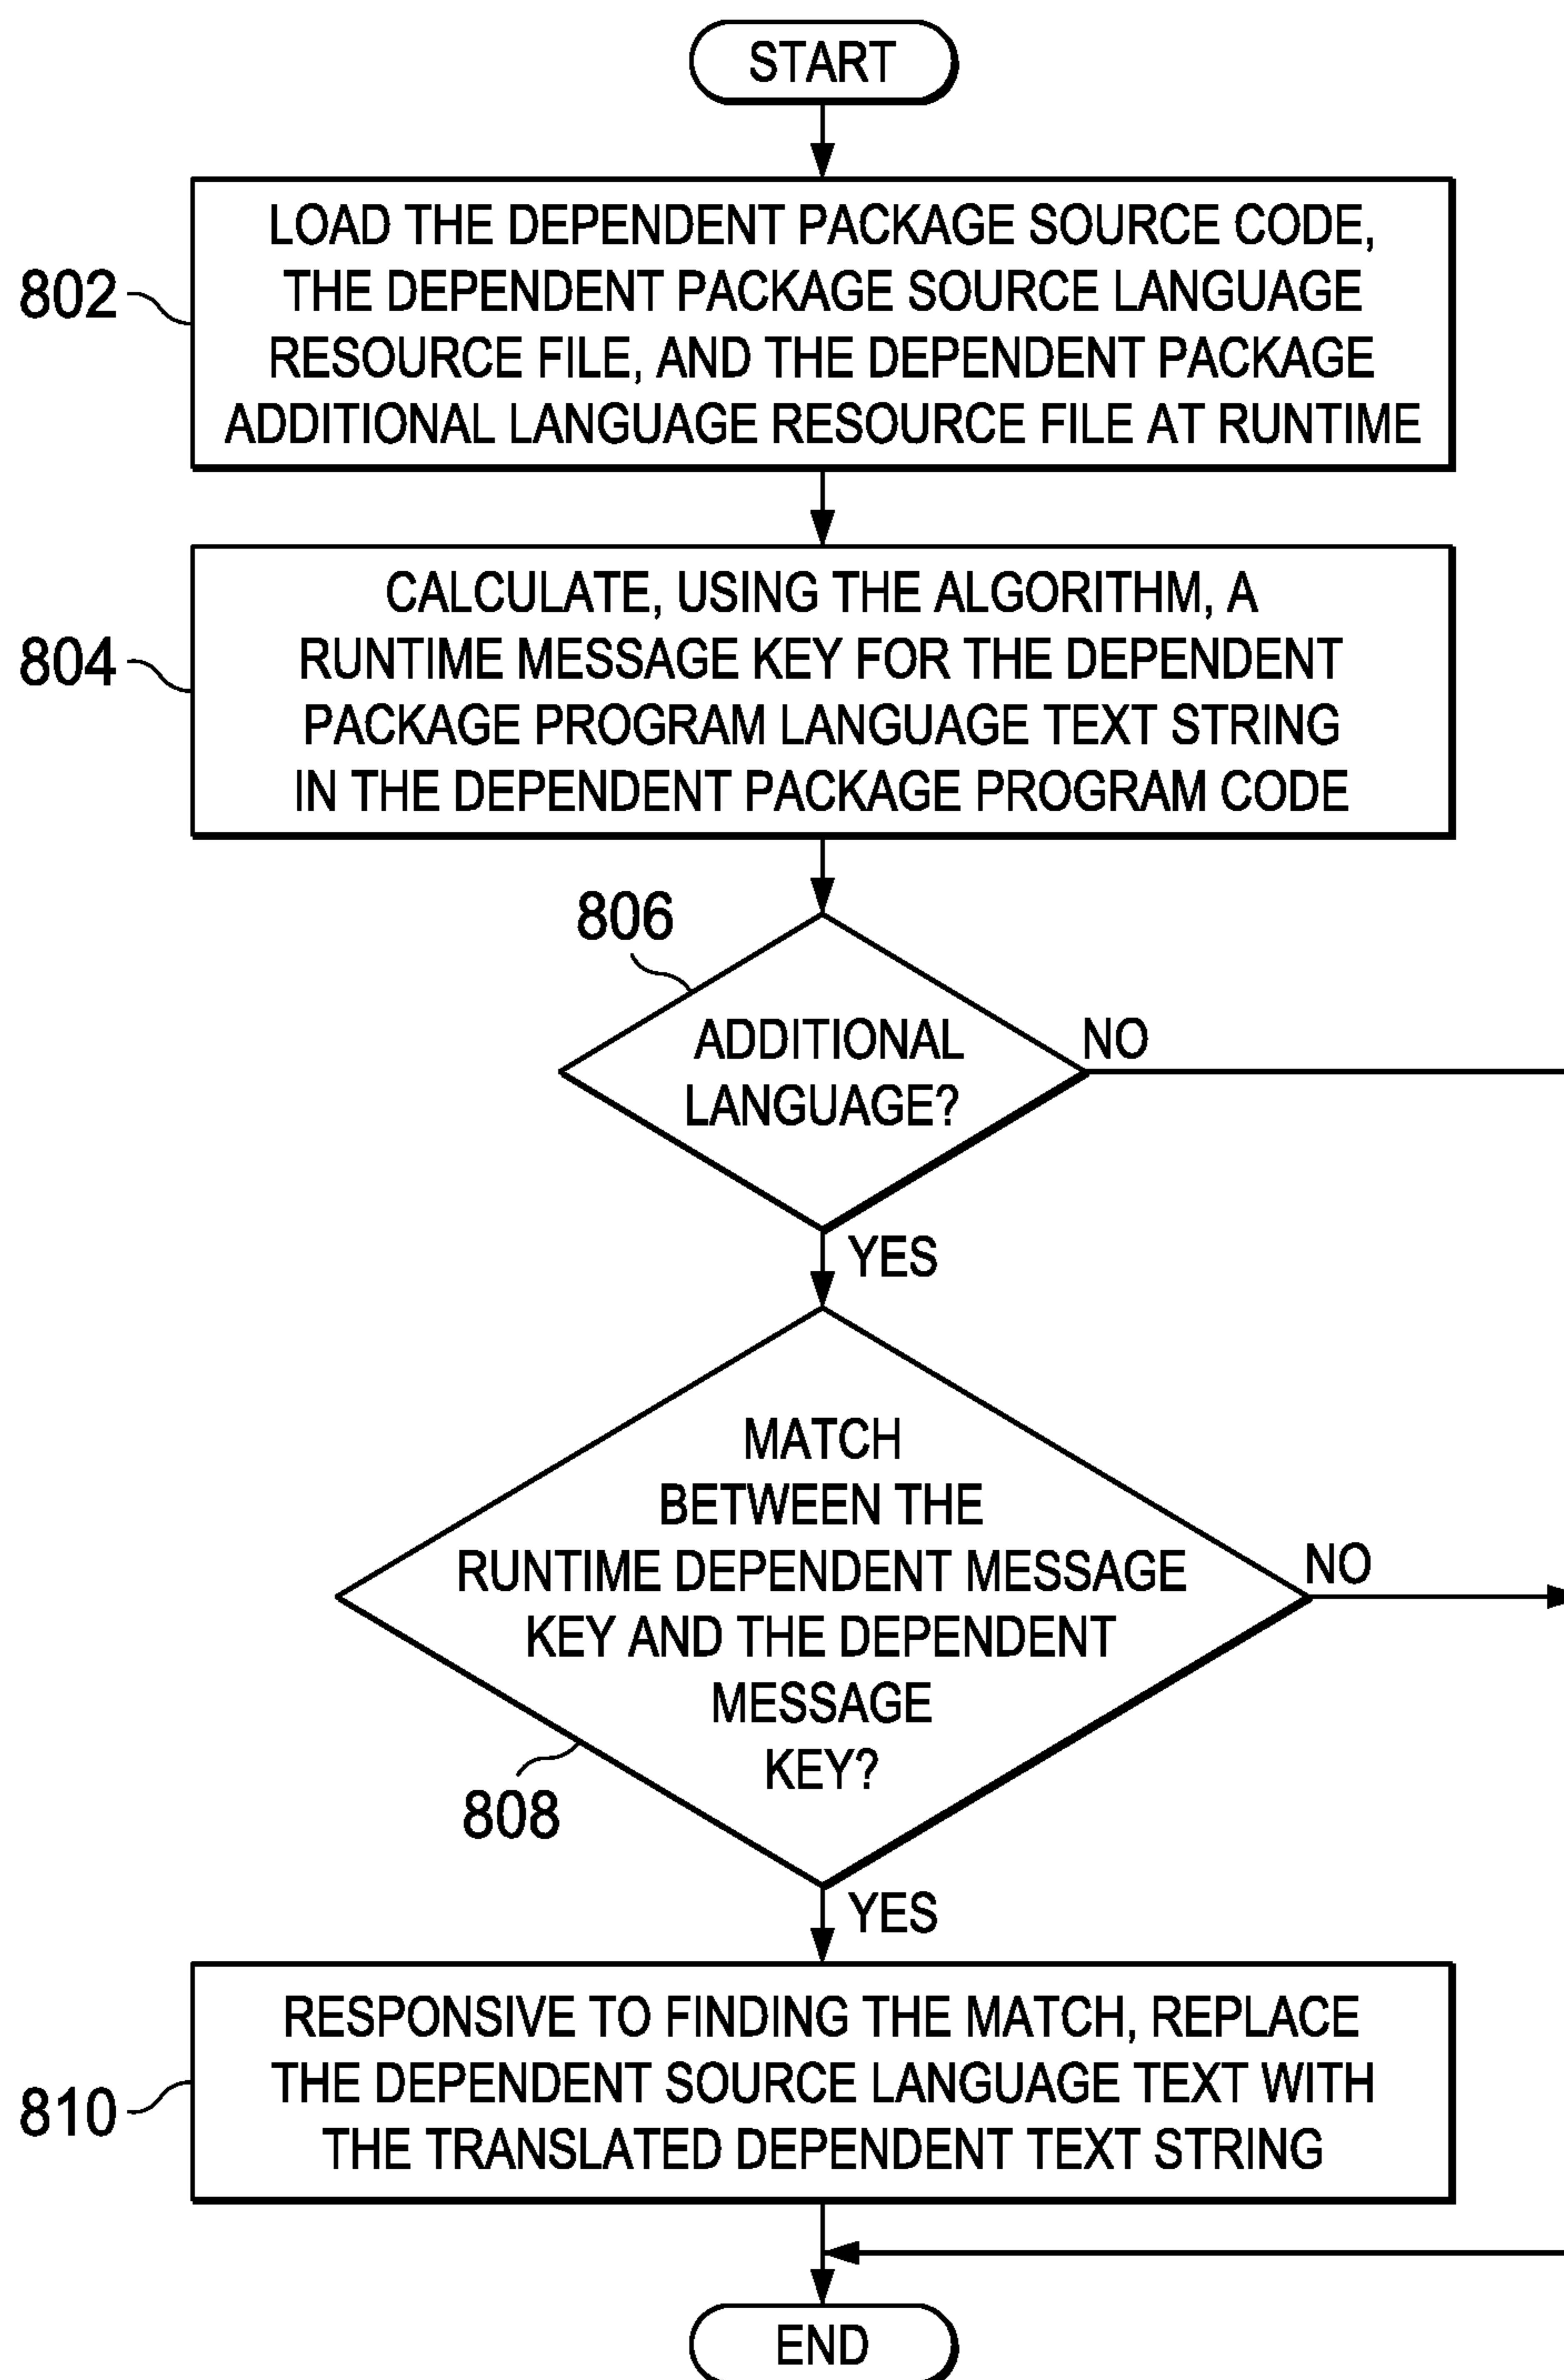 START
802
LOAD THE DEPENDENT PACKAGE SOURCE CODE,
THE DEPENDENT PACKAGE SOURCE LANGUAGE
RESOURCE FILE, AND THE DEPENDENT PACKAGE
ADDITIONAL LANGUAGE RESOURCE FILE AT RUNTIME
804
CALCULATE, USING THE ALGORITHM, A
RUNTIME MESSAGE KEY FOR THE DEPENDENT
PACKAGE PROGRAM LANGUAGE TEXT STRING
IN THE DEPENDENT PACKAGE PROGRAM CODE
806
ADDITIONAL
LANGUAGE?
NO
YES
MATCH
BETWEEN THE
RUNTIME DEPENDENT MESSAGE
KEY AND THE DEPENDENT
MESSAGE
KEY?
NO
808
YES
810
RESPONSIVE TO FINDING THE MATCH, REPLACE
THE DEPENDENT SOURCE LANGUAGE TEXT WITH
THE TRANSLATED DEPENDENT TEXT STRING
END